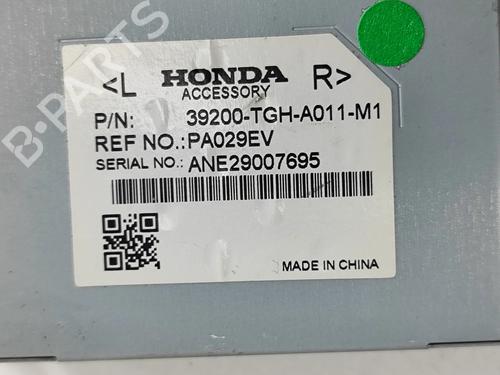 <L HONDA R>
ACCESSORY
P/N: 39200-TGH-A011-M1
REF NO.:PA029EV
SERIAL NO.: ANE29007695
MADE IN CHINA
B-PARTS